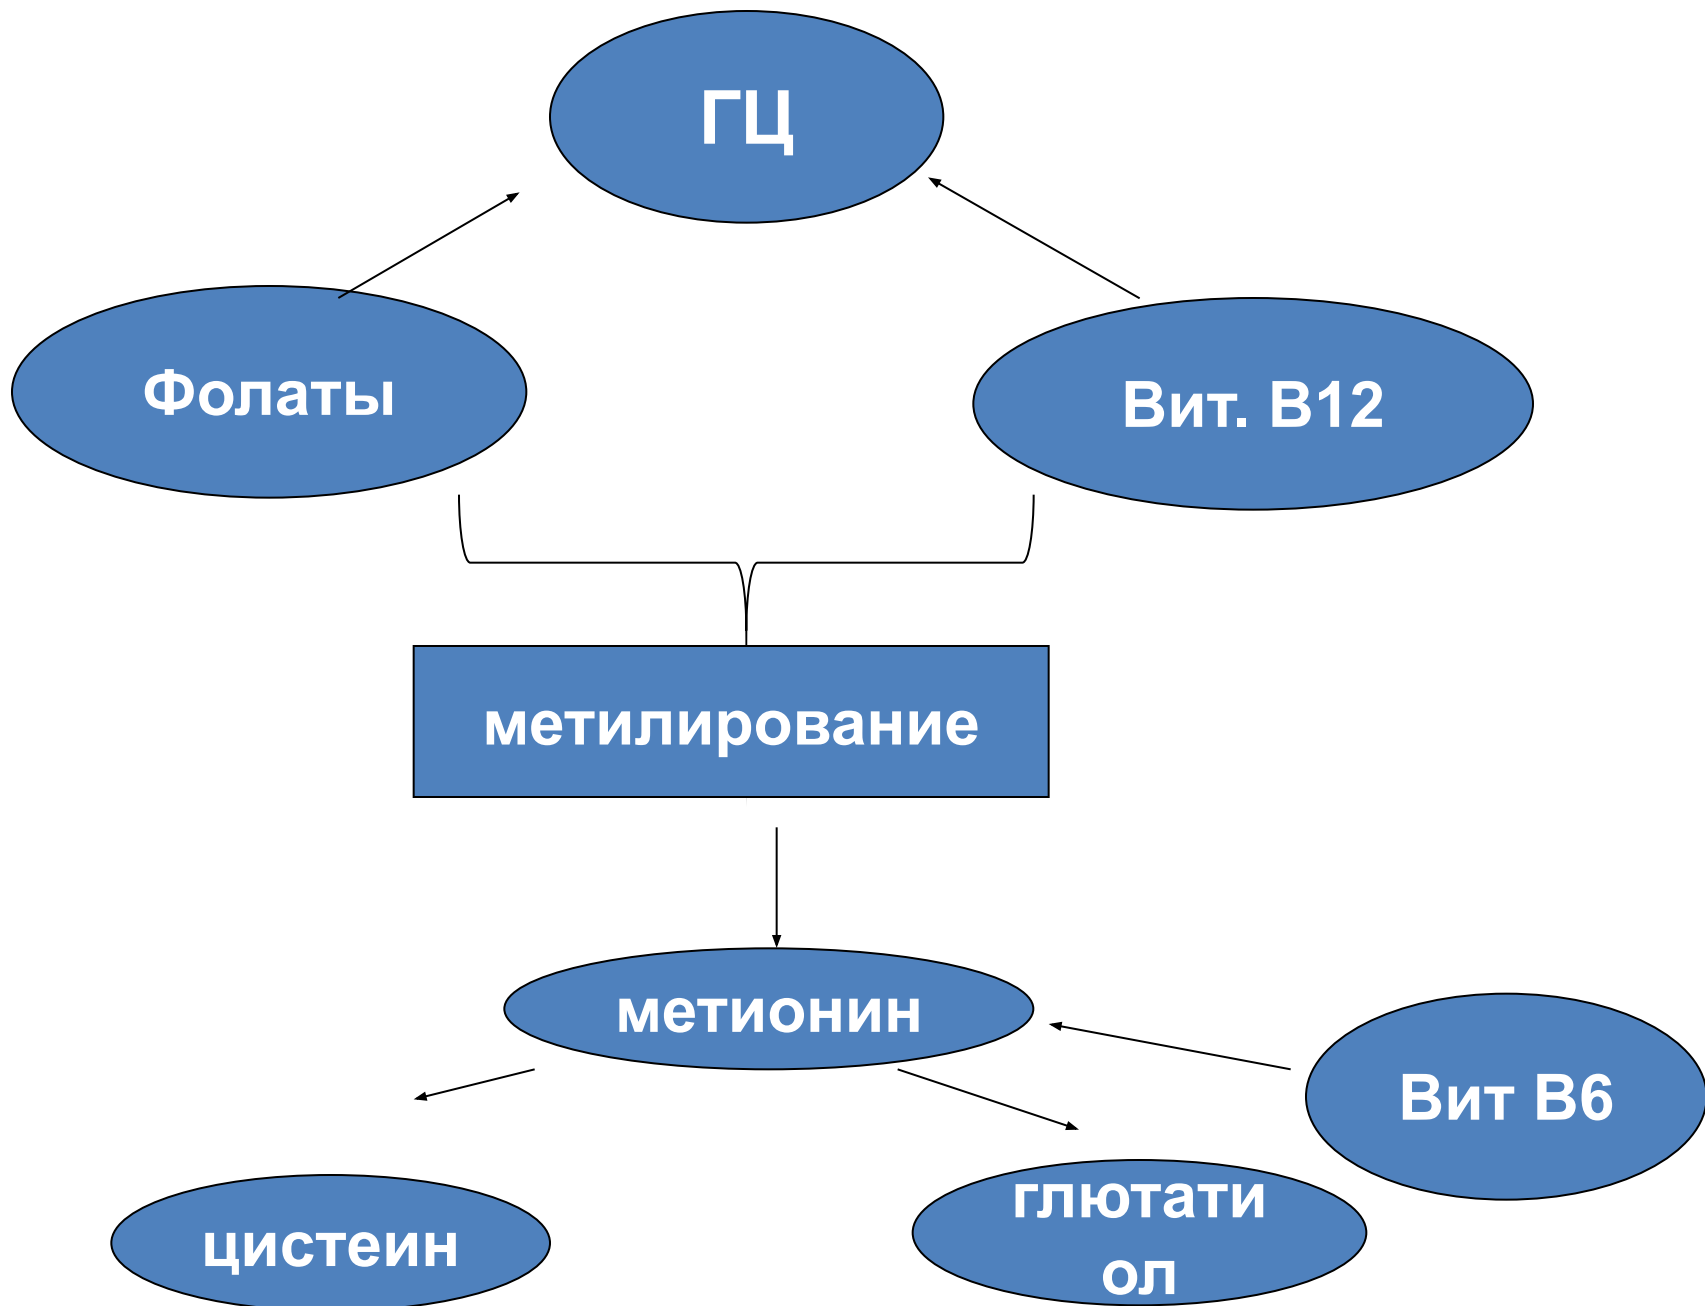 ГЦ
Фолаты
Вит. В12
метилирование
метионин
Вит В6
глютати
ол
цистеин